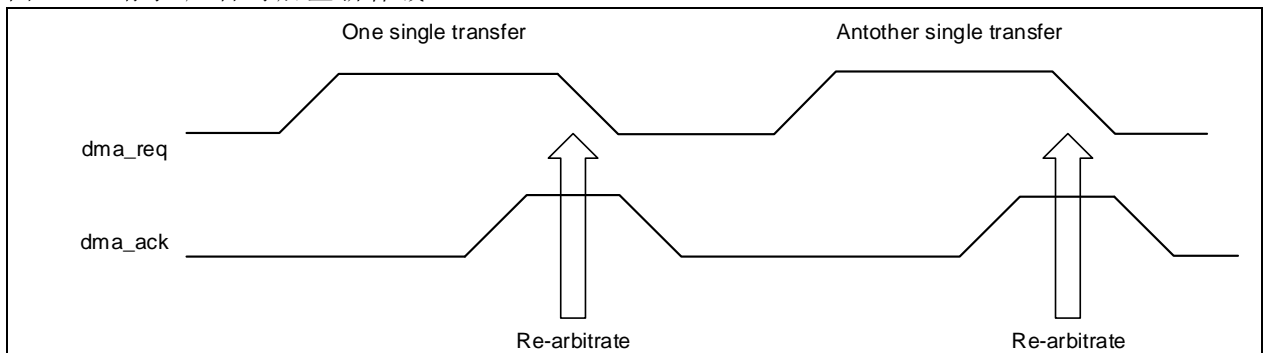 One single transfer
Antother single transfer
dma_req
dma_ack
Re-arbitrate
Re-arbitrate